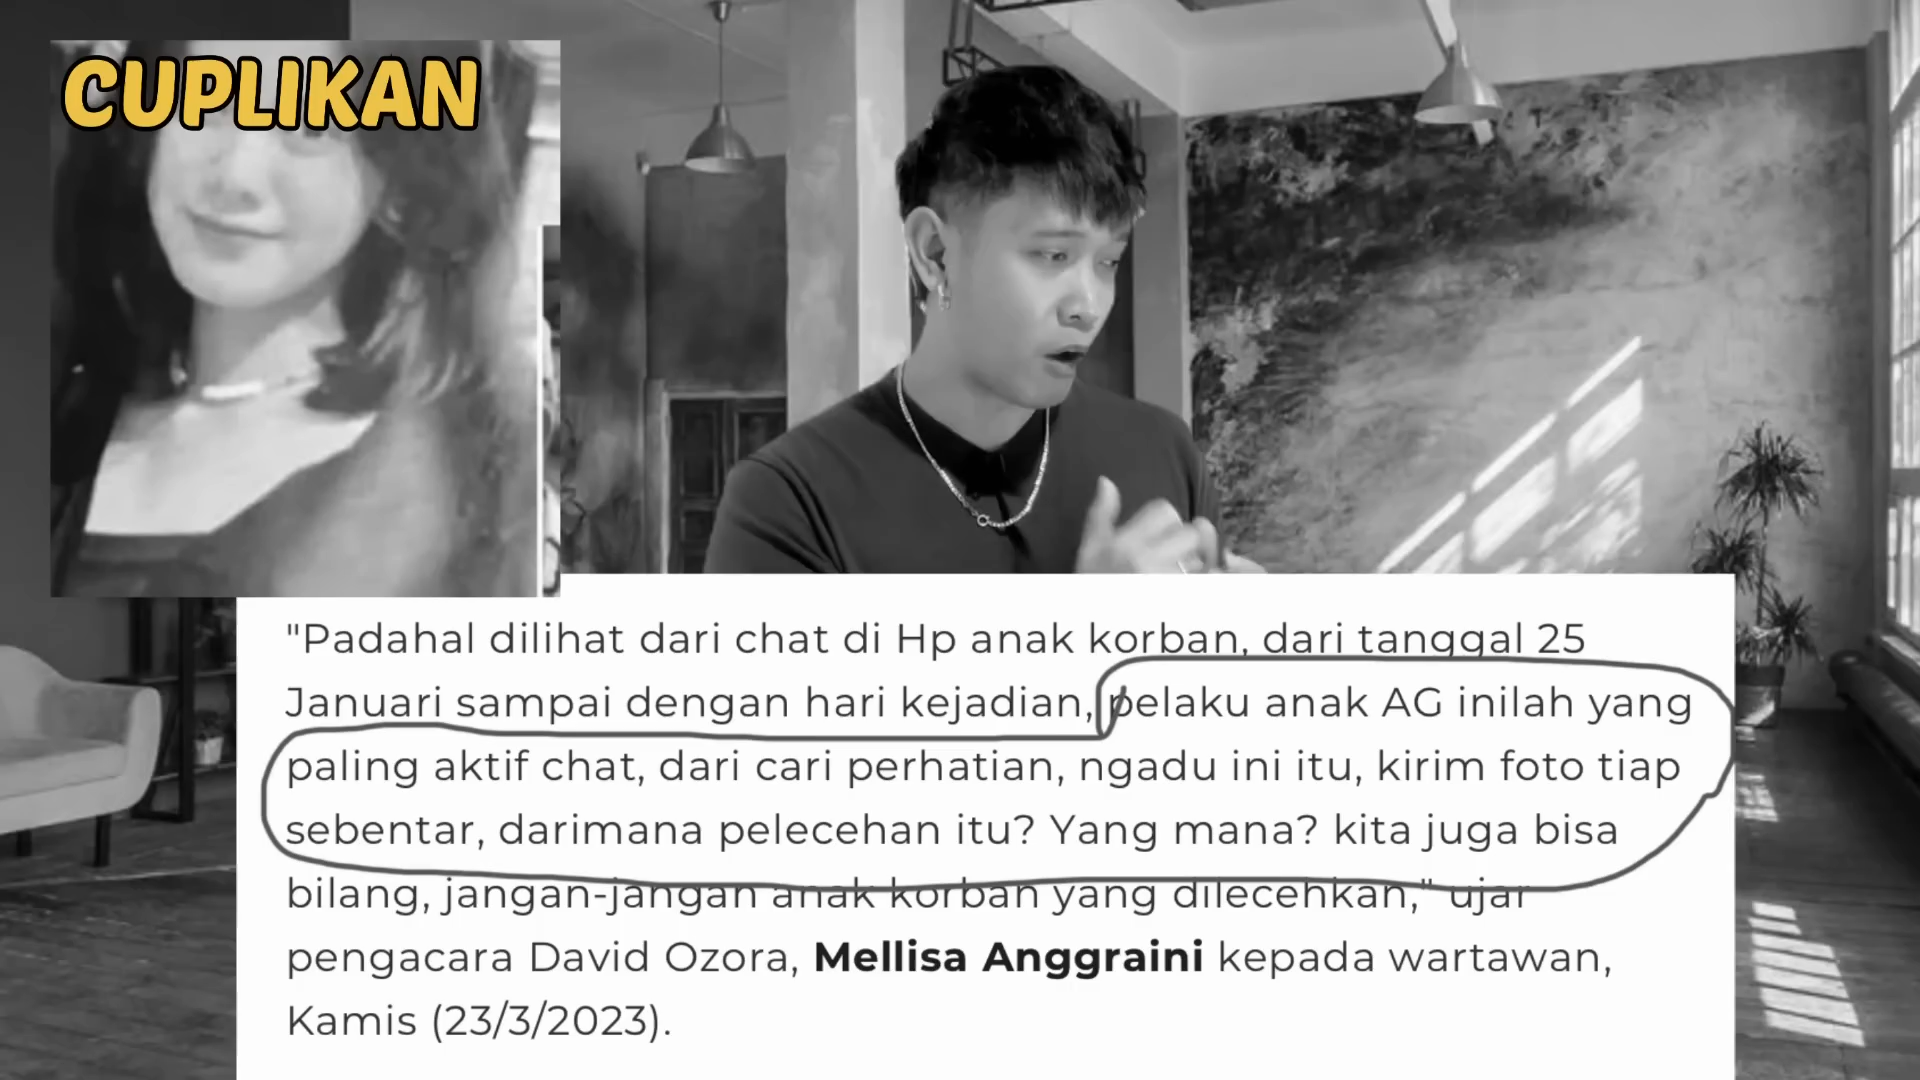 CUPLIKAN
"Padahal dilihat dari chat di Hp anak korban, dari tanggal 25
Januari sampai dengan hari kejadian, pelaku anak AG inilah yang
paling aktif chat, dari cari perhatian, ngadu ini itu, kirim foto tiap
sebentar, darimana pelecehan itu? Yang mana? kita juga bisa
bilang, jangan-jangan anak korban yang dilecehkan," ujar
pengacara David Ozora, Mellisa Anggraini kepada wartawan,
Kamis (23/3/2023).